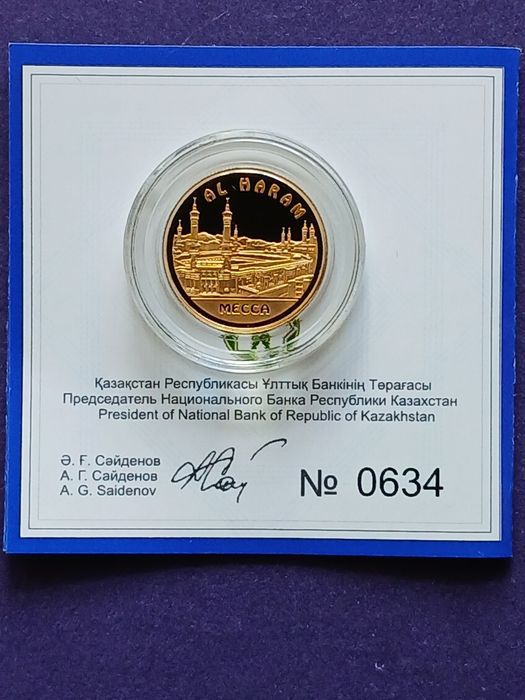 AL HARAM
MECCA
Қазақстан Республикасы Ұлттық Банкінің Төрағасы
Председатель Национального Банка Республики Казахстан
President of National Bank of Republic of Kazakhstan
Ә. Ғ. Сәйденов
А. Г. Сайденов
A. G. Saidenov
№ 0634